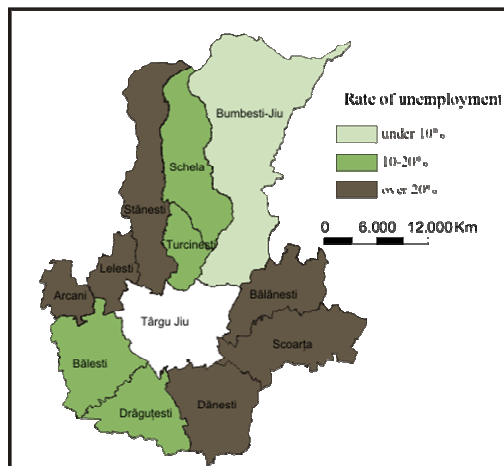 Rate of unemployment
under 10%
10-20%
over 20%
0 6.000 12.000 Km
Bumbesti-Jiu
Schela
Stănesti
Turcinesti
Lelesti
Arcani
Bălănesti
Târgu Jiu
Scoarța
Bălesti
Dănesti
Drăguțesti